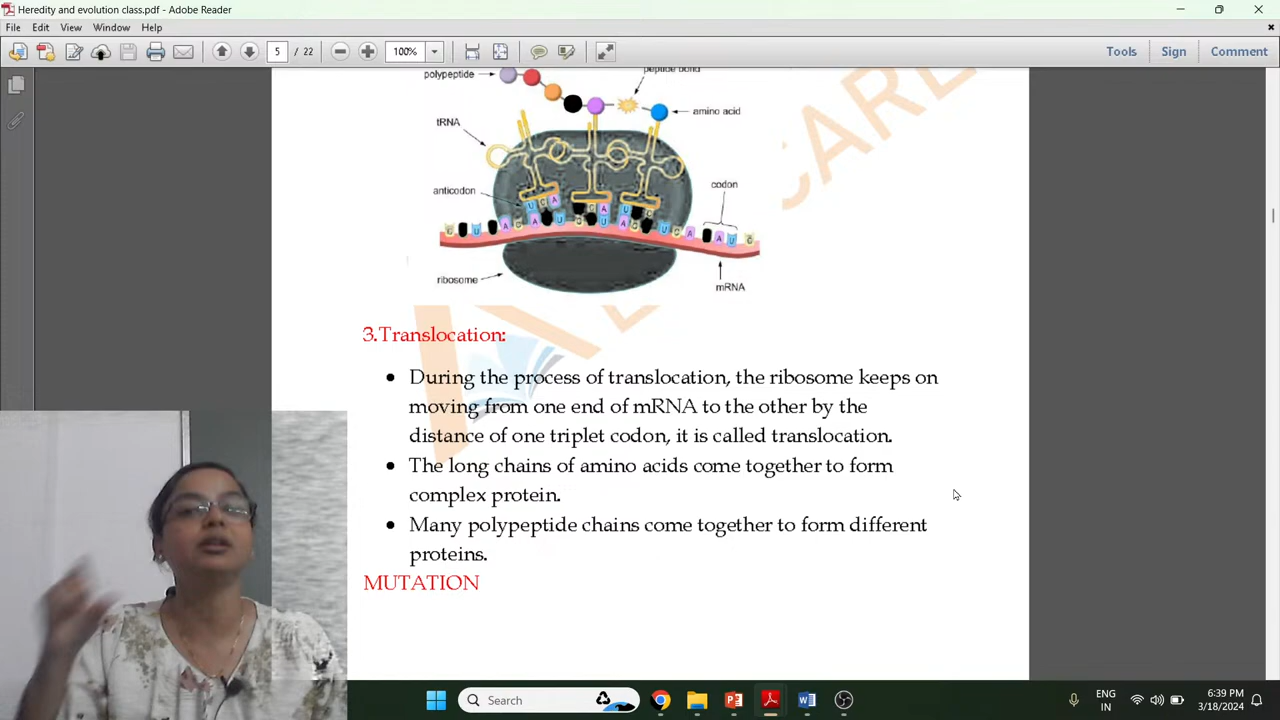 Heredity and evolution class.pdf - Adobe Reader
File Edit View Window Help
5 / 22 100% Tools Sign Comment
polypeptide
peptide bond
amino acid
tRNA
anticodon
codon
ribosome
mRNA
3.Translocation:
• During the process of translocation, the ribosome keeps on
moving from one end of mRNA to the other by the
distance of one triplet codon, it is called translocation.
• The long chains of amino acids come together to form
complex protein.
• Many polypeptide chains come together to form different
proteins.
MUTATION
Search
ENG
IN
6:39 PM
3/18/2024